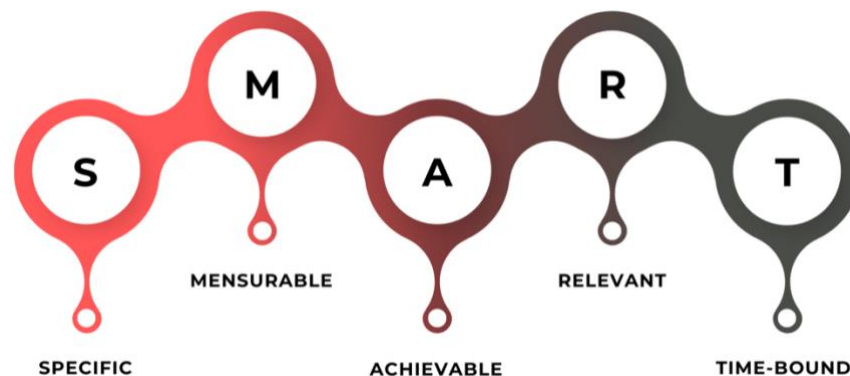 S
M
A
R
T
SPECIFIC
MENSURABLE
ACHIEVABLE
RELEVANT
TIME-BOUND